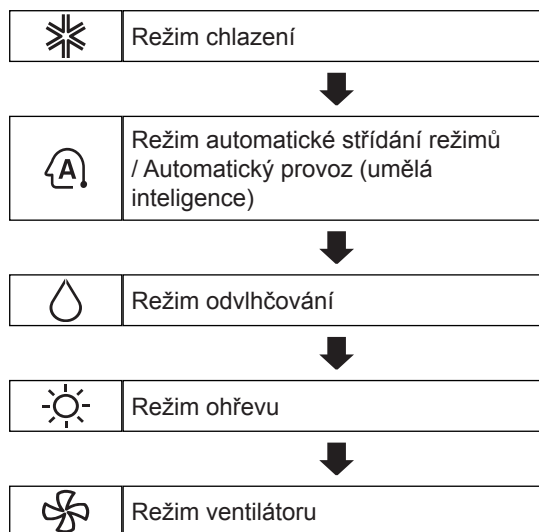 Režim chlazení
A
Režim automatické střídání režimů
/ Automatický provoz (umělá
inteligence)
Režim odvlhčování
Režim ohřevu
Režim ventilátoru